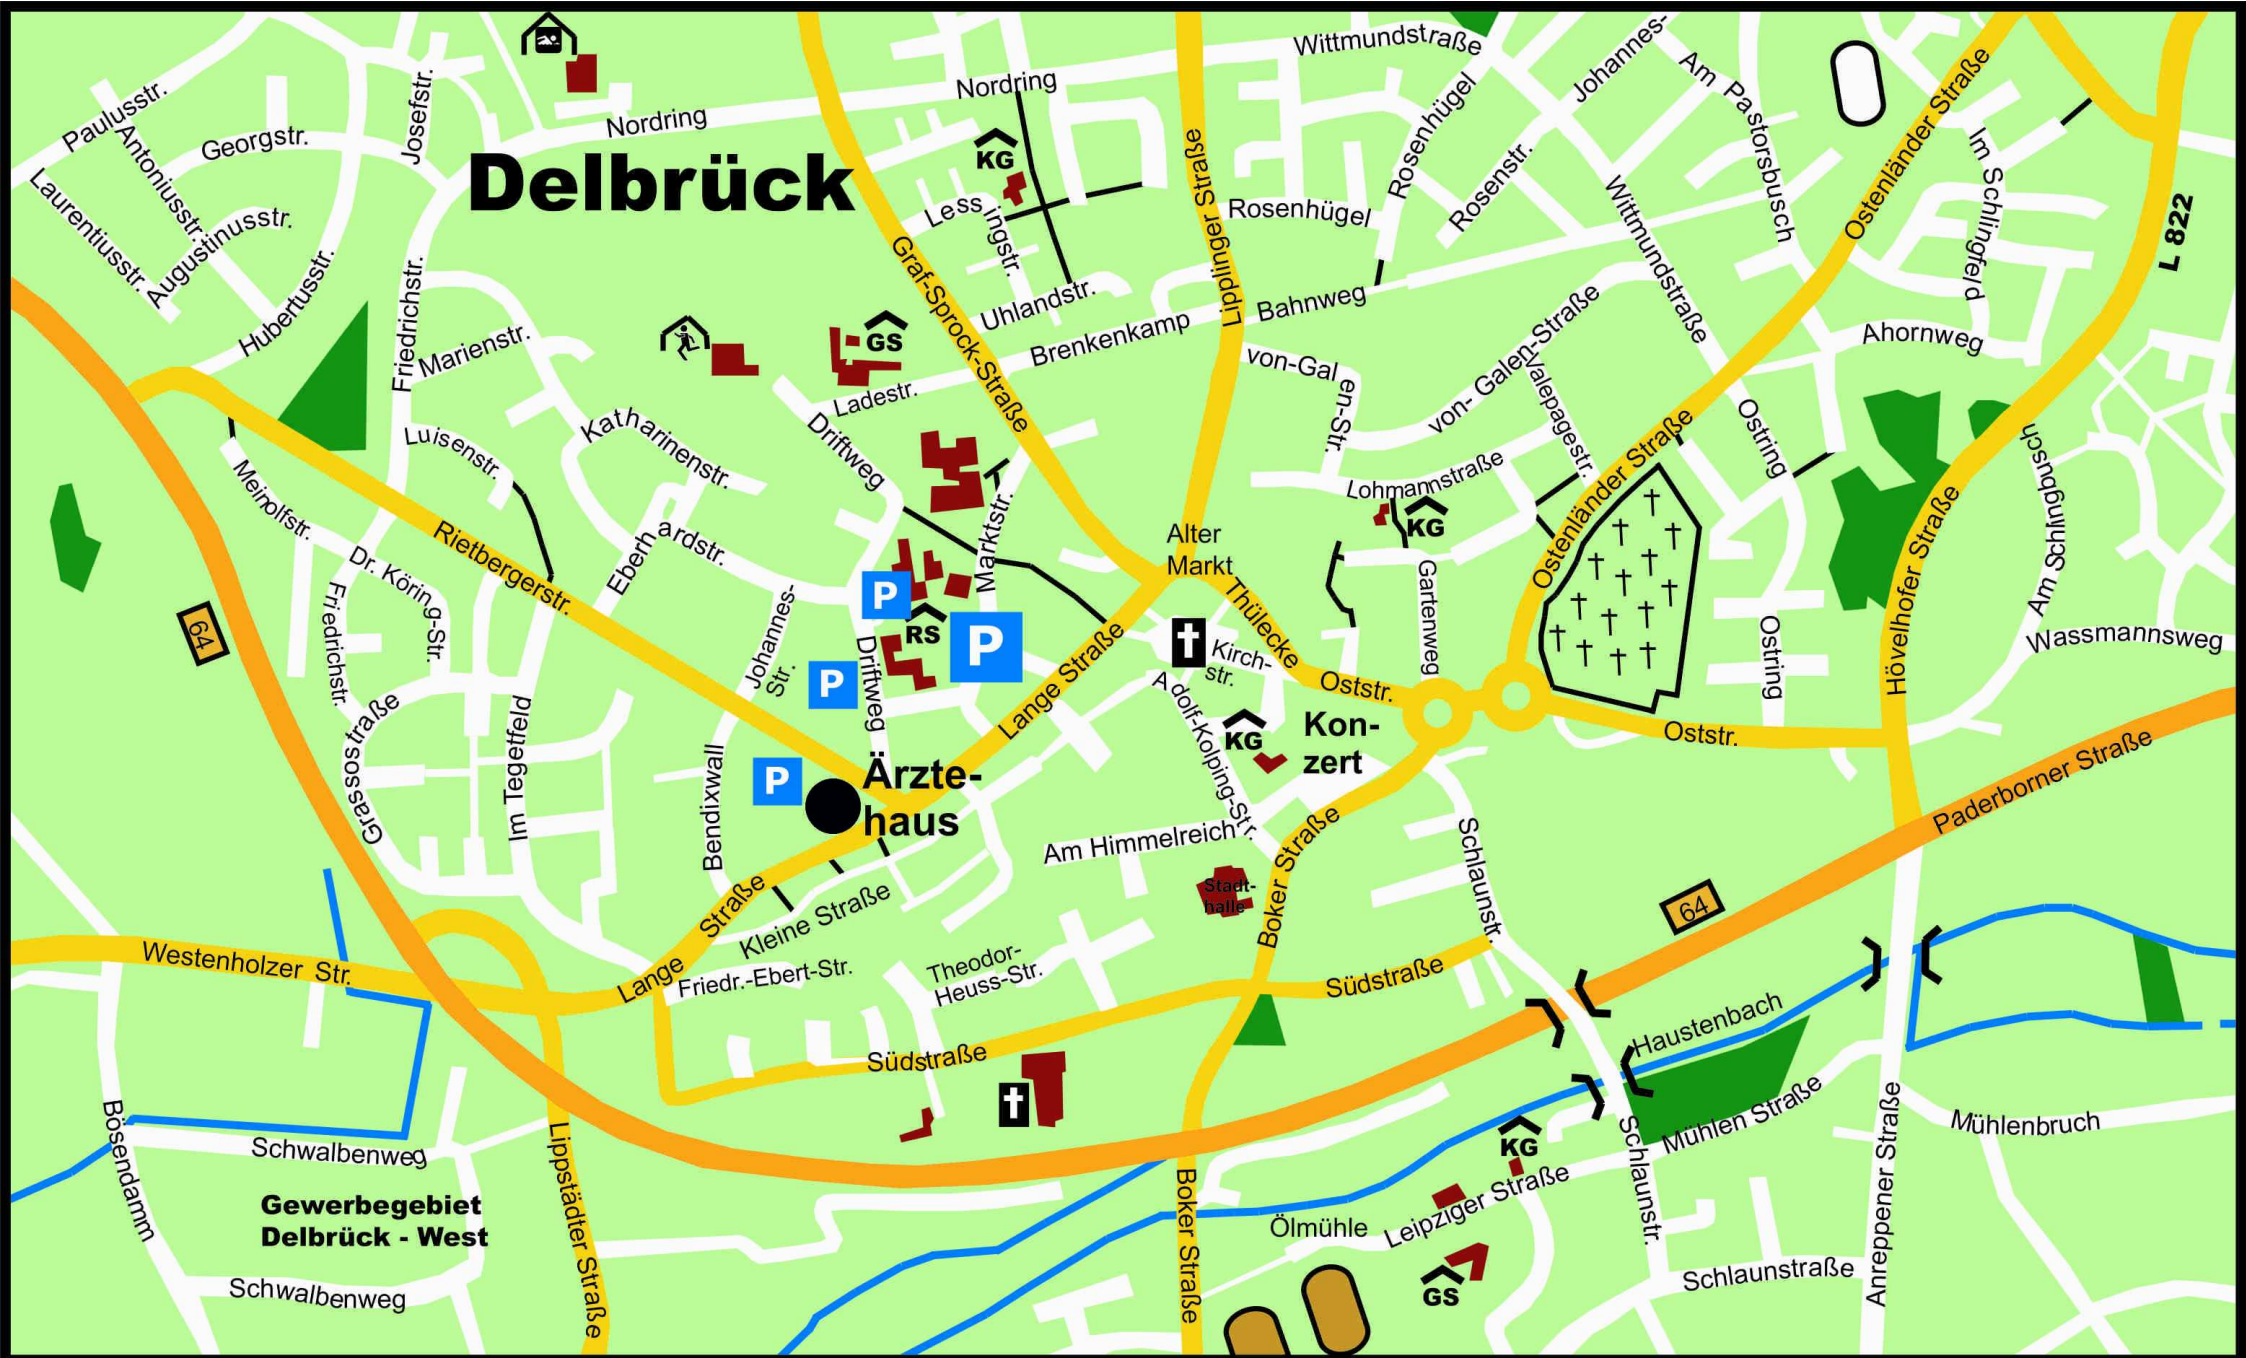 Wittmundstraße
Johannes-
Paulusstr.
Josefstr.
Nordring
Nordring
Am Pastorsbusch
Ostenländer Straße
Antoniusstr.
Georgstr.
KG
Rosenhügel
Rosenstr.
Im Schlingfeld
Delbrück
Laurentiusstr.
Augustinusstr.
Lessingstr.
Lipplinger Straße
Rosenhügel
Wittmundstraße
L 822
Hubertusstr.
Friedrichstr.
Graf-Sprock-Straße
Uhlandstr.
Bahnweg
Marienstr.
GS
Brenkenkamp
von-Galen-Str.
von- Galen-Straße
Valepagestr.
Ahornweg
Ladestr.
Katharinenstr.
Driftweg
Luisenstr.
Ostring
Am Schlingbusch
Meinolfstr.
Lohmannstraße
Ostenländer Straße
KG
Marktstr.
Alter
Markt
Rietbergerstr.
Eberhardstr.
Dr. Köring-Str.
Friedrichstr.
64
P
RS
P
P
Johannes-
Str.
Driftweg
Lange Straße
Thülecke
Kirch-
str.
Gartenweg
Oststr.
Ostring
Hövelhofer Straße
Wassmannsweg
Grassostraße
Im Tegetfeld
Bendixwall
P
Ärzte-
haus
Adolf-Kolping-Str.
KG
Kon-
zert
Oststr.
Paderborner Straße
Am Himmelreich
Boker Straße
Schlaunstr.
Stadt-
halle
64
Lange Straße
Kleine Straße
Westenholzer Str.
Friedr.-Ebert-Str.
Theodor-
Heuss-Str.
Südstraße
Südstraße
Haustenbach
Bösendamm
Schwalbenweg
Lippstädter Straße
KG
Schlaunstr.
Mühlen Straße
Mühlenbruch
Gewerbegebiet
Delbrück - West
Schwalbenweg
Boker Straße
Ölmühle
Leipziger Straße
GS
Schlaunstraße
Anreppener Straße